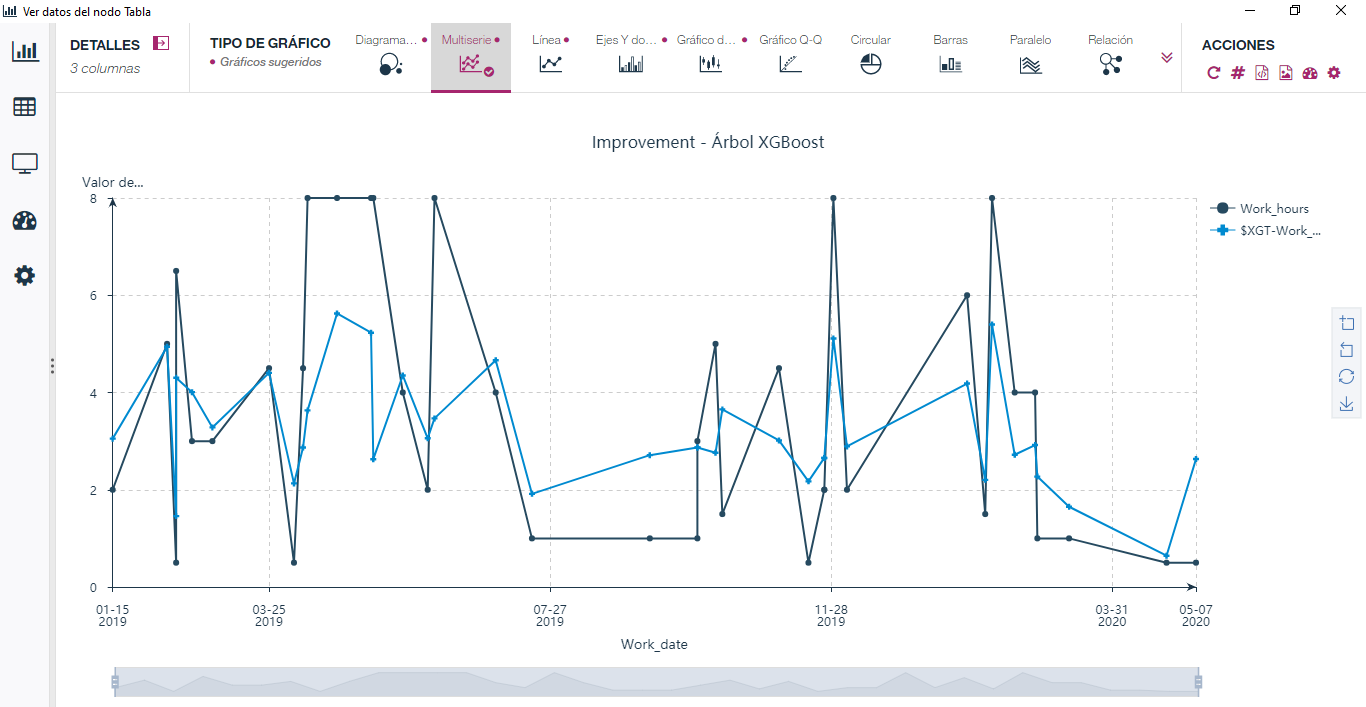 Ver datos del nodo Tabla
DETALLES
3 columnas
TIPO DE GRÁFICO
• Gráficos sugeridos
Diagrama... •
Multiserie •
Línea •
Ejes Y do... •
Gráfico d... •
Gráfico Q-Q
Circular
Barras
Paralelo
Relación
ACCIONES
Improvement - Árbol XGBoost
Valor de...
8
6
4
2
0
01-15
2019
03-25
2019
07-27
2019
11-28
2019
03-31
2020
05-07
2020
Work_date
Work_hours
$XGT-Work_...